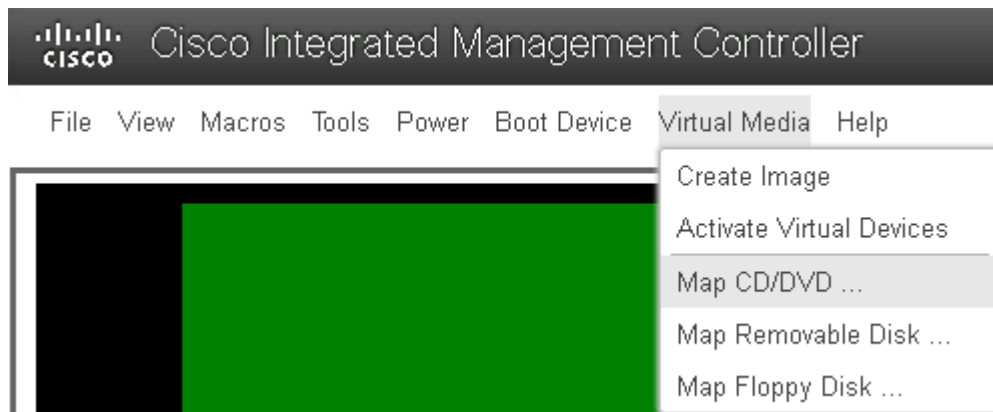 cisco Cisco Integrated Management Controller
File View Macros Tools Power Boot Device Virtual Media Help
Create Image
Activate Virtual Devices
Map CD/DVD ...
Map Removable Disk ...
Map Floppy Disk ...